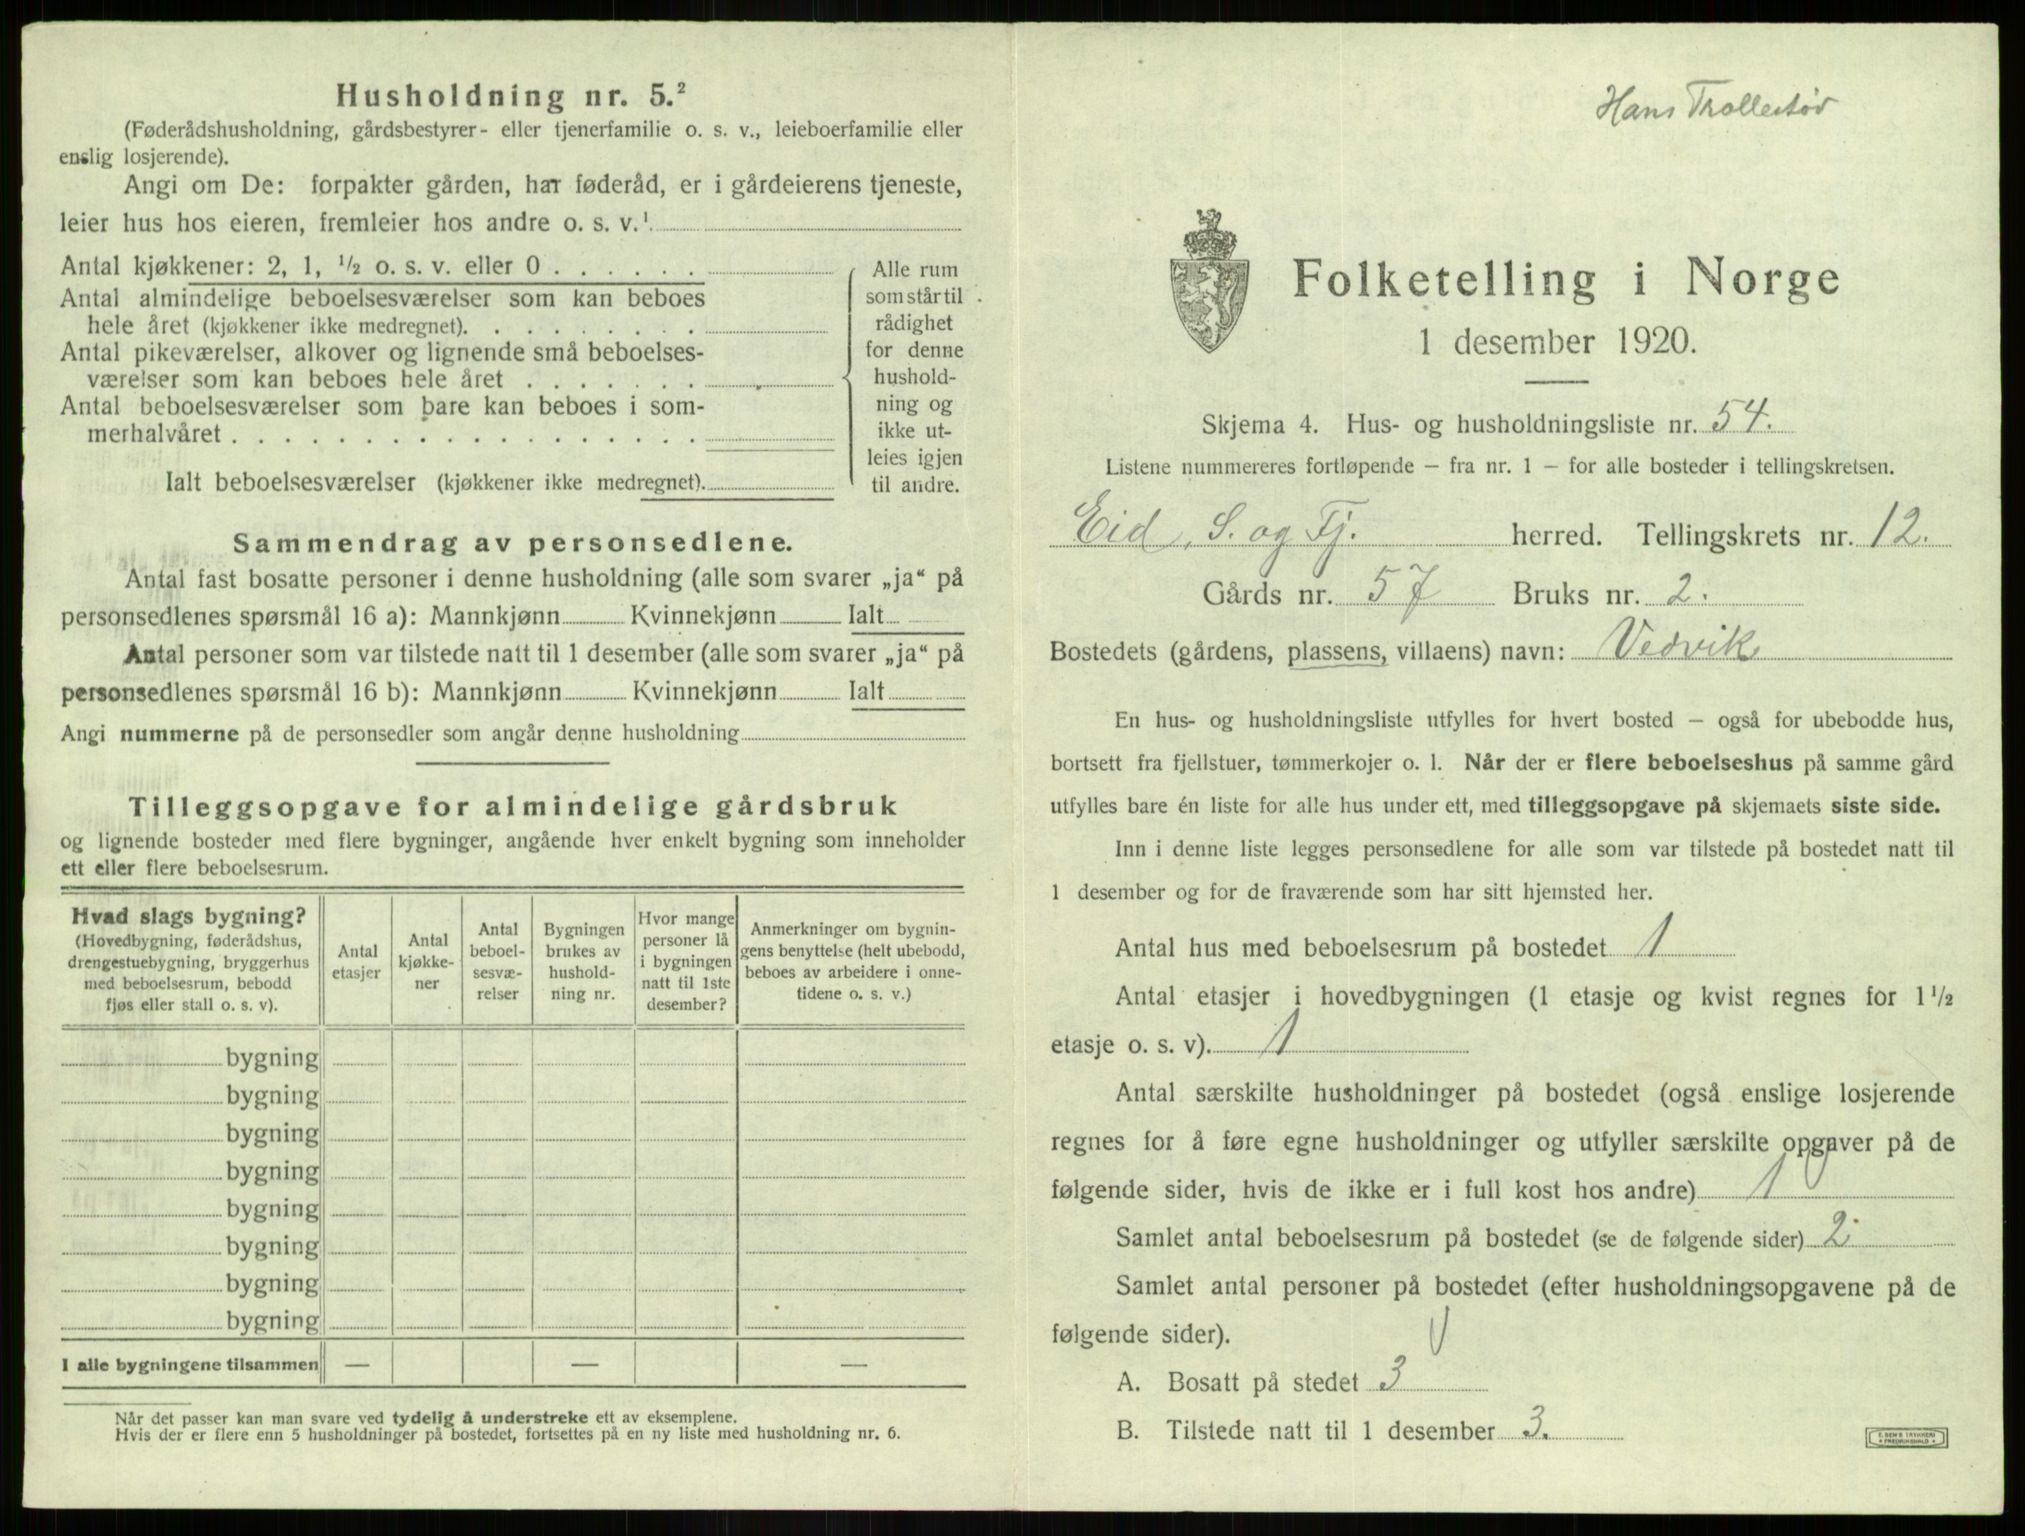 Husholdning nr. 5.²
(Føderådshusholdning, gårdsbestyrer- eller tjenerfamilie o. s. v., leieboerfamilie eller
enslig losjerende).
Angi om De: forpakter gården, har føderåd, er i gårdeierens tjeneste,
leier hus hos eieren, fremleier hos andre o. s. v.¹
Antal kjøkkener: 2, 1, ½ o. s. v. eller 0 . . . . . .
Antal almindelige beboelsesværelser som kan beboes
hele året (kjøkkener ikke medregnet). . . . . . . . .
Antal pikeværelser, alkover og lignende små beboelses-
værelser som kan beboes hele året . . . . . . .
Antal beboelsesværelser som bare kan beboes i som-
merhalvåret . . . . . . . . . . . . . . . . . .
Ialt beboelsesværelser (kjøkkener ikke medregnet).
Alle rum
som står til
rådighet
for denne
hushold-
ning og
ikke ut-
leies igjen
til andre.
Sammendrag av personsedlene.
Antal fast bosatte personer i denne husholdning (alle som svarer „ja“ på
personsedlenes spørsmål 16 a): Mannkjønn Kvinnekjønn Ialt
Antal personer som var tilstede natt til 1 desember (alle som svarer „ja“ på
personsedlenes spørsmål 16 b): Mannkjønn Kvinnekjønn Ialt
Angi nummerne på de personsedler som angår denne husholdning
Tilleggsopgave for almindelige gårdsbruk
og lignende bosteder med flere bygninger, angående hver enkelt bygning som inneholder
ett eller flere beboelsesrum.
Hvad slags bygning?
(Hovedbygning, føderådshus,
drengestuebygning, bryggerhus
med beboelsesrum, bebodd
fjøs eller stall o. s. v).
Antal
etasjer
Antal
kjøkke-
ner
Antal
beboel-
sesvæ-
relser
Bygningen
brukes av
hushold-
ning nr.
Hvor mange
personer lå
i bygningen
natt til 1ste
desember?
Anmerkninger om bygnin-
gens benyttelse (helt ubebodd,
beboes av arbeidere i onne-
tidene o. s. v.)
bygning
bygning
bygning
bygning
bygning
bygning
bygning
bygning
I alle bygningene tilsammen — — —
Når det passer kan man svare ved tydelig å understreke ett av eksemplene.
Hvis der er flere enn 5 husholdninger på bostedet, fortsettes på en ny liste med husholdning nr. 6.
Hans Trollestøv
Folketelling i Norge
1 desember 1920.
Skjema 4. Hus- og husholdningsliste nr. 54.
Listene nummereres fortløpende – fra nr. 1 – for alle bosteder i tellingskretsen.
Eid, S. og Fj. herred. Tellingskrets nr. 12.
Gårds nr. 57 Bruks nr. 2.
Bostedets (gårdens, plassens, villaens) navn: Vedvik
En hus- og husholdningsliste utfylles for hvert bosted – også for ubebodde hus,
bortsett fra fjellstuer, tømmerkojer o. l. Når der er flere beboelseshus på samme gård
utfylles bare én liste for alle hus under ett, med tilleggsopgave på skjemaets siste side.
Inn i denne liste legges personsedlene for alle som var tilstede på bostedet natt til
1 desember og for de fraværende som har sitt hjemsted her.
Antal hus med beboelsesrum på bostedet 1
Antal etasjer i hovedbygningen (1 etasje og kvist regnes for 1 ½
etasje o. s. v). 1
Antal særskilte husholdninger på bostedet (også enslige losjerende
regnes for å føre egne husholdninger og utfyller særskilte opgaver på de
følgende sider, hvis de ikke er i full kost hos andre) 1
Samlet antal beboelsesrum på bostedet (se de følgende sider) 2
Samlet antal personer på bostedet (efter husholdningsopgavene på de
følgende sider).
A. Bosatt på stedet 3
B. Tilstede natt til 1 desember 3.